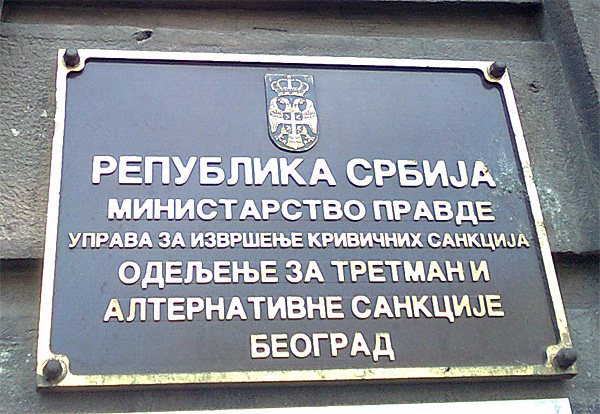 РЕПУБЛИКА СРБИЈА
МИНИСТАРСТВО ПРАВДЕ
УПРАВА ЗА ИЗВРШЕЊЕ КРИВИЧНИХ САНКЦИЈА
ОДЕЉЕЊЕ ЗА ТРЕТМАН И
АЛТЕРНАТИВНЕ САНКЦИЈЕ
БЕОГРАД